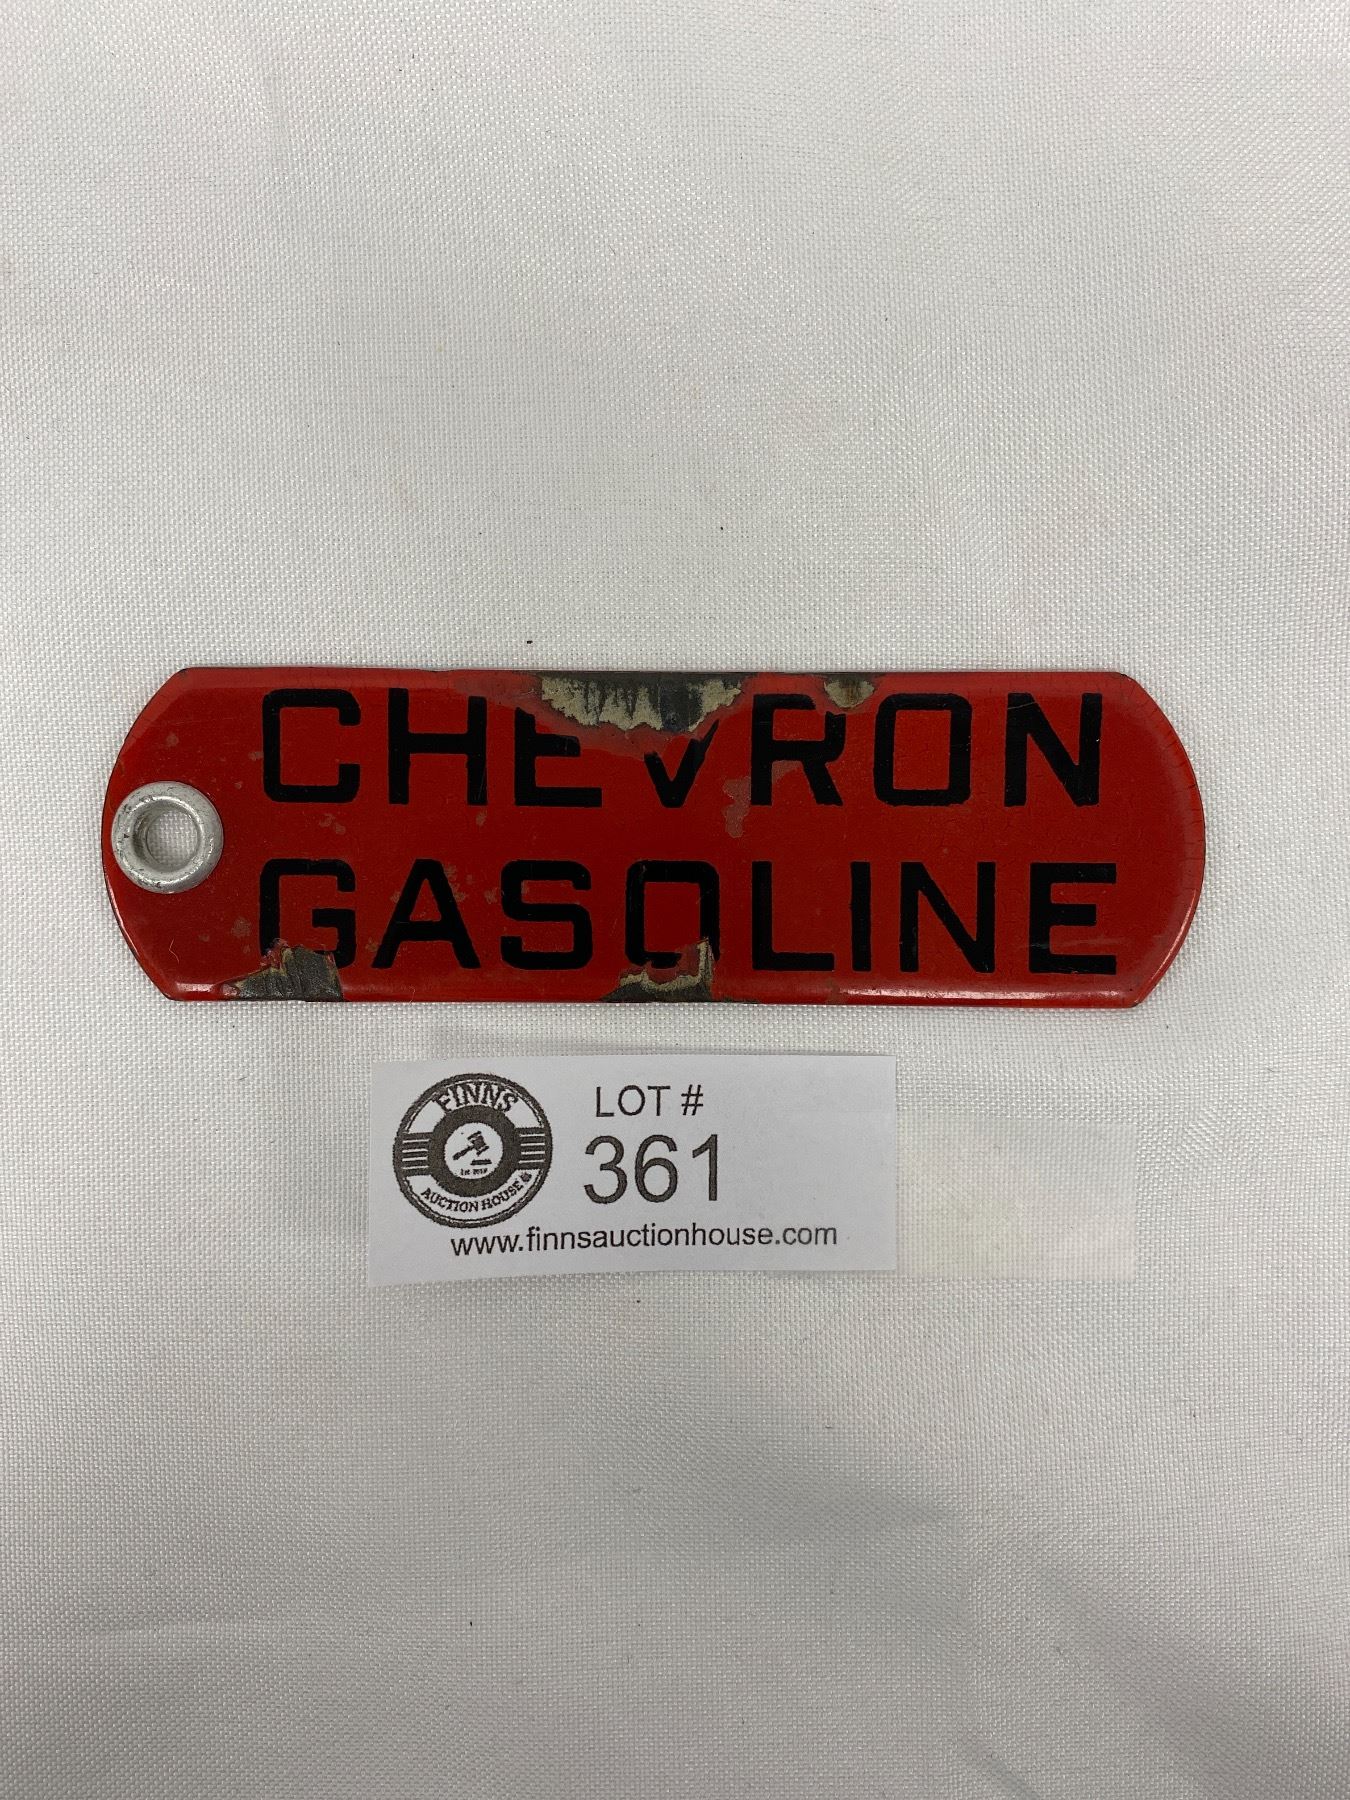 CHEVRON
GASOLINE
FINNS
AUCTION HOUSE
LOT #
361
www.finnsauctionhouse.com